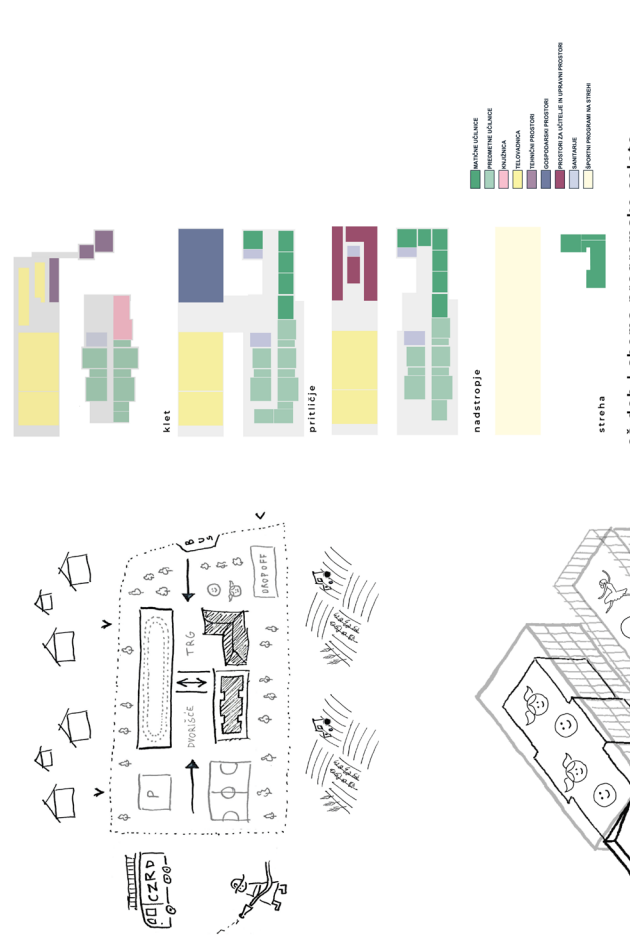 MATIČNE UČILNICE
PREDMETNE UČILNICE
KNJIŽNICA
TELOVADNICA
TEHNIČNI PROSTORI
GOSPODARSKI PROSTORI
PROSTORI ZA UČITELJE IN UPRAVNI PROSTORI
SANITARIJE
ŠPORTNI PROGRAMI NA STREHI
klet
pritličje
nadstropje
streha
BUS
DROP OFF
TRG
DVORIŠČE
P
CZRD